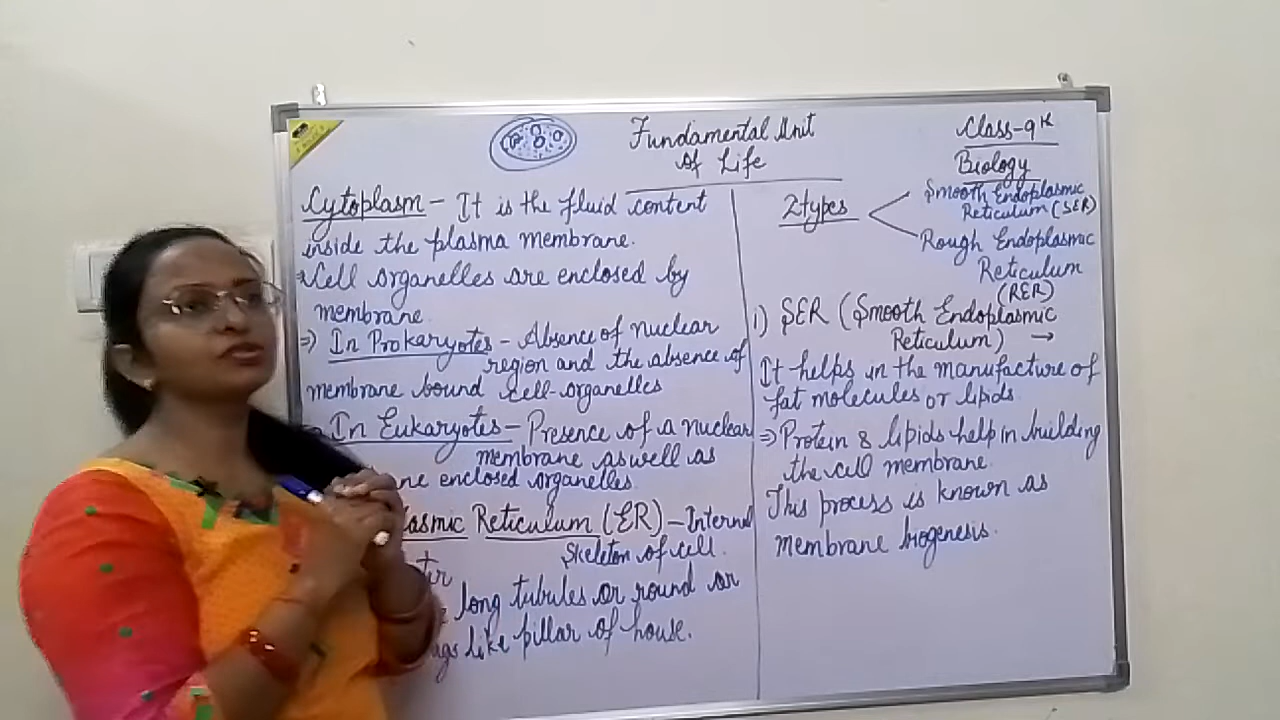 Fundamental Unit
of Life
Class-9th
Biology
Cytoplasm - It is the fluid content
inside the plasma membrane.
Cell organelles are enclosed by
membrane.
⇒ In Prokaryotes - Absence of nuclear
region and the absence of
membrane bound cell-organelles
In Eukaryotes - Presence of a nuclear
membrane aswell as
ne enclosed organelles.
lasmic Reticulum (ER) - Internal
Skeleton of cell.
long tubules or round or
ags like pillar of house.
2types
Smooth Endoplasmic
Reticulum (SER)
Rough Endoplasmic
Reticulum
(RER)
1) SER (Smooth Endoplasmic
Reticulum) →
It helps in the manufacture of
fat molecules or lipids.
⇒ Protein & lipids help in building
the cell membrane.
This process is known as
membrane biogenesis.